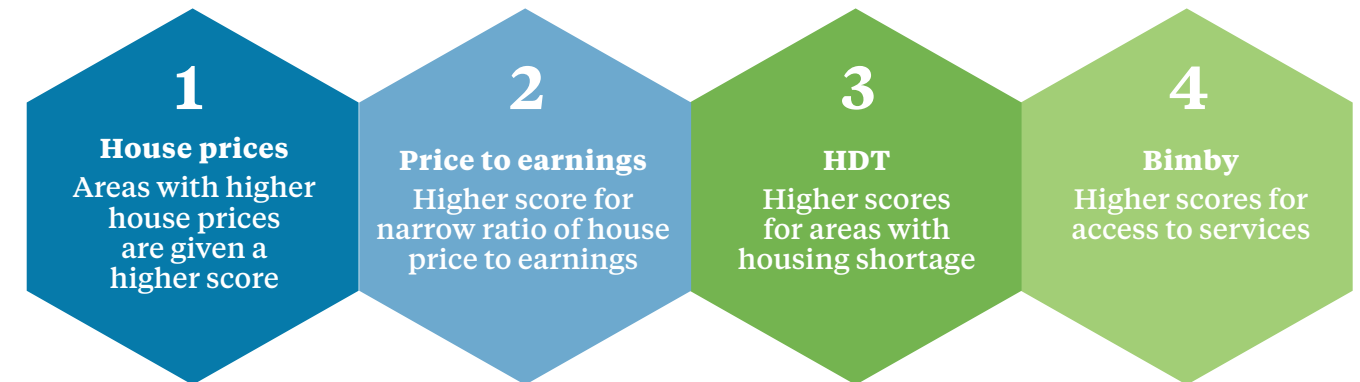 1
House prices
Areas with higher
house prices
are given a
higher score
2
Price to earnings
Higher score for
narrow ratio of house
price to earnings
3
HDT
Higher scores
for areas with
housing shortage
4
Bimby
Higher scores for
access to services